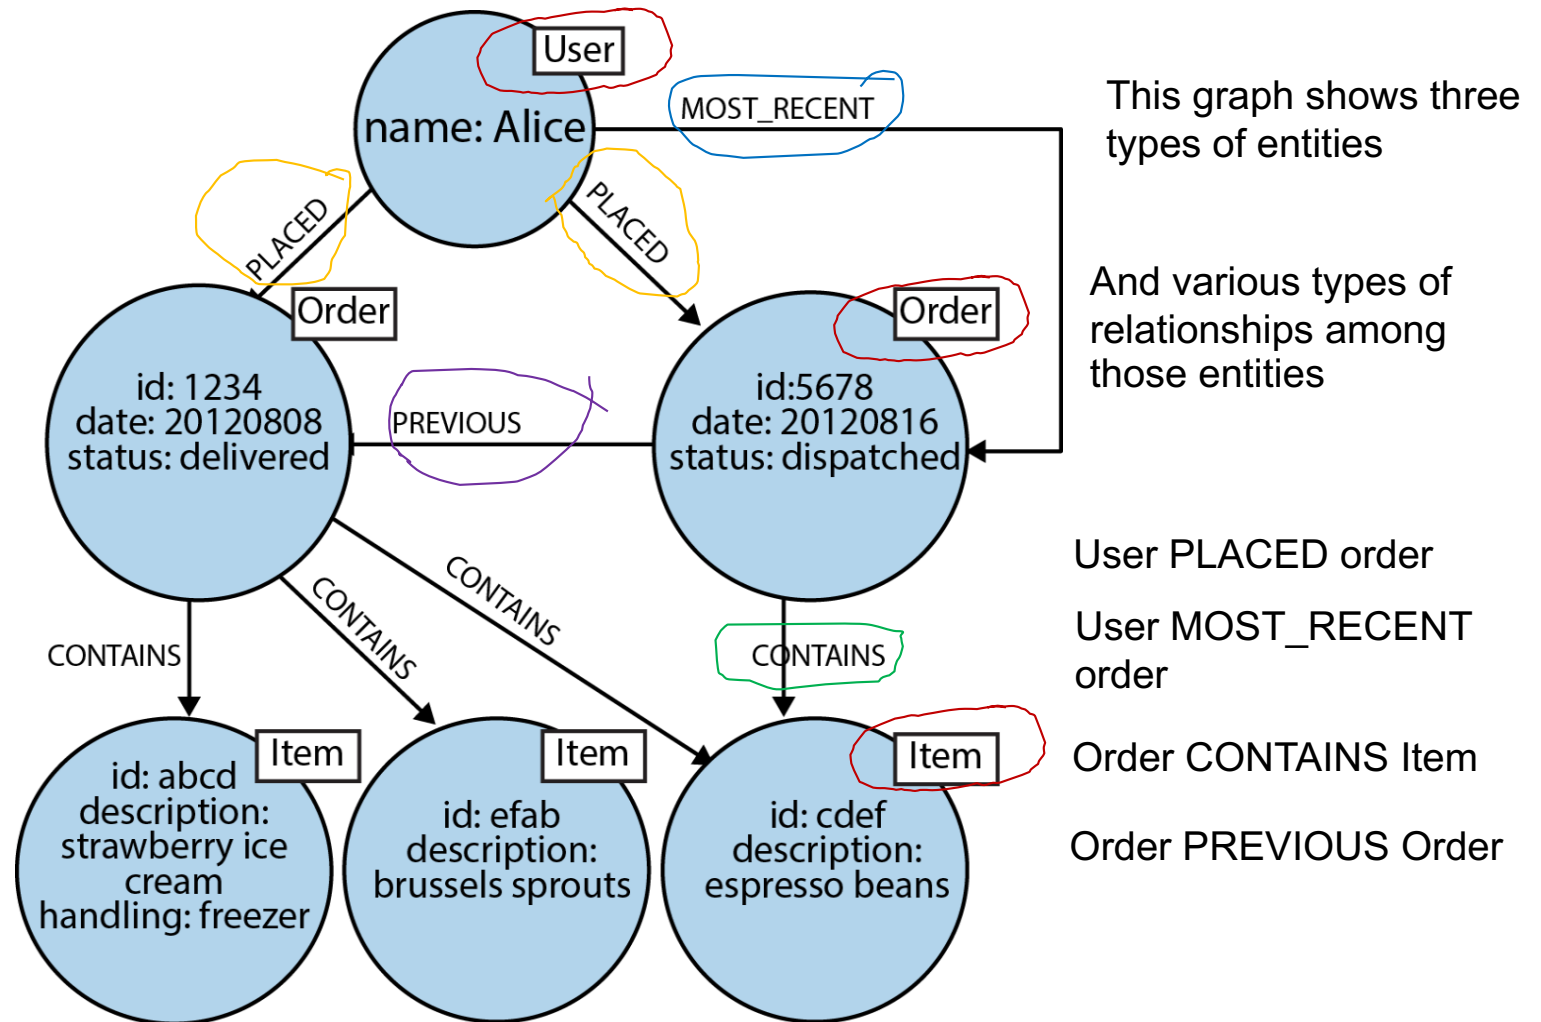 User
name: Alice
MOST_RECENT
This graph shows three
types of entities
PLACED
PLACED
Order
Order
And various types of
relationships among
those entities
id: 1234
date: 20120808
status: delivered
PREVIOUS
id:5678
date: 20120816
status: dispatched
CONTAINS
CONTAINS
CONTAINS
CONTAINS
User PLACED order
User MOST_RECENT
order
Item
id: abcd
description:
strawberry ice
cream
handling: freezer
Item
id: efab
description:
brussels sprouts
Item
id: cdef
description:
espresso beans
Order CONTAINS Item
Order PREVIOUS Order